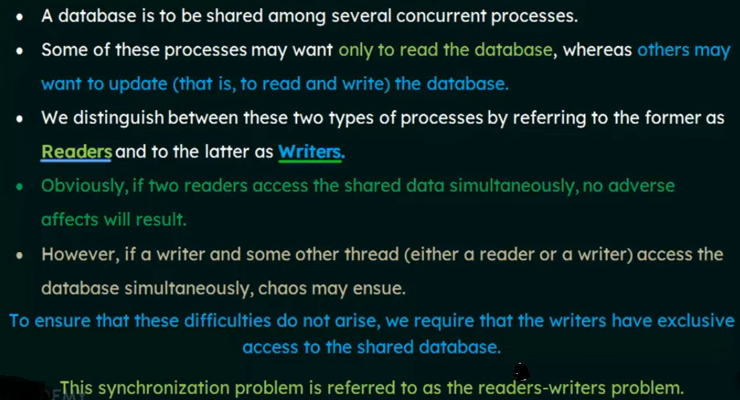 • A database is to be shared among several concurrent processes.
• Some of these processes may want only to read the database, whereas others may
want to update (that is, to read and write) the database.
• We distinguish between these two types of processes by referring to the former as
Readers and to the latter as Writers.
• Obviously, if two readers access the shared data simultaneously, no adverse
affects will result.
• However, if a writer and some other thread (either a reader or a writer) access the
database simultaneously, chaos may ensue.
To ensure that these difficulties do not arise, we require that the writers have exclusive
access to the shared database.
This synchronization problem is referred to as the readers-writers problem.